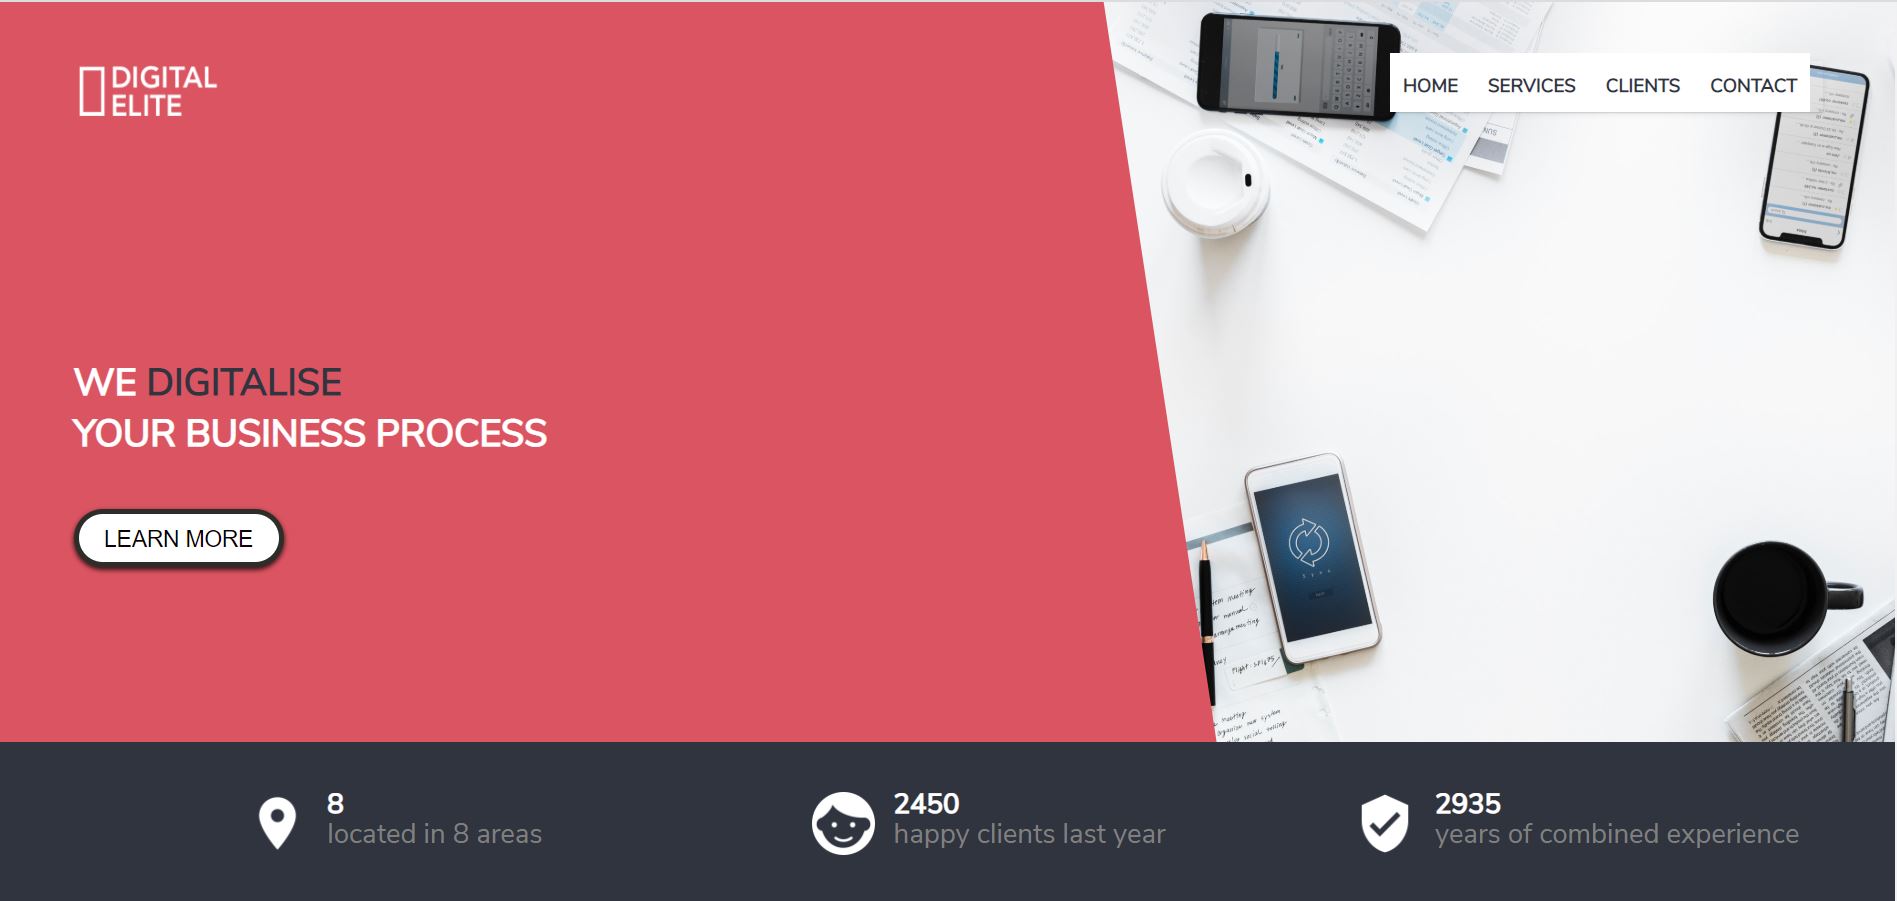 DIGITAL
ELITE
HOME SERVICES CLIENTS CONTACT
WE DIGITALISE
YOUR BUSINESS PROCESS
LEARN MORE
8
located in 8 areas
2450
happy clients last year
2935
years of combined experience